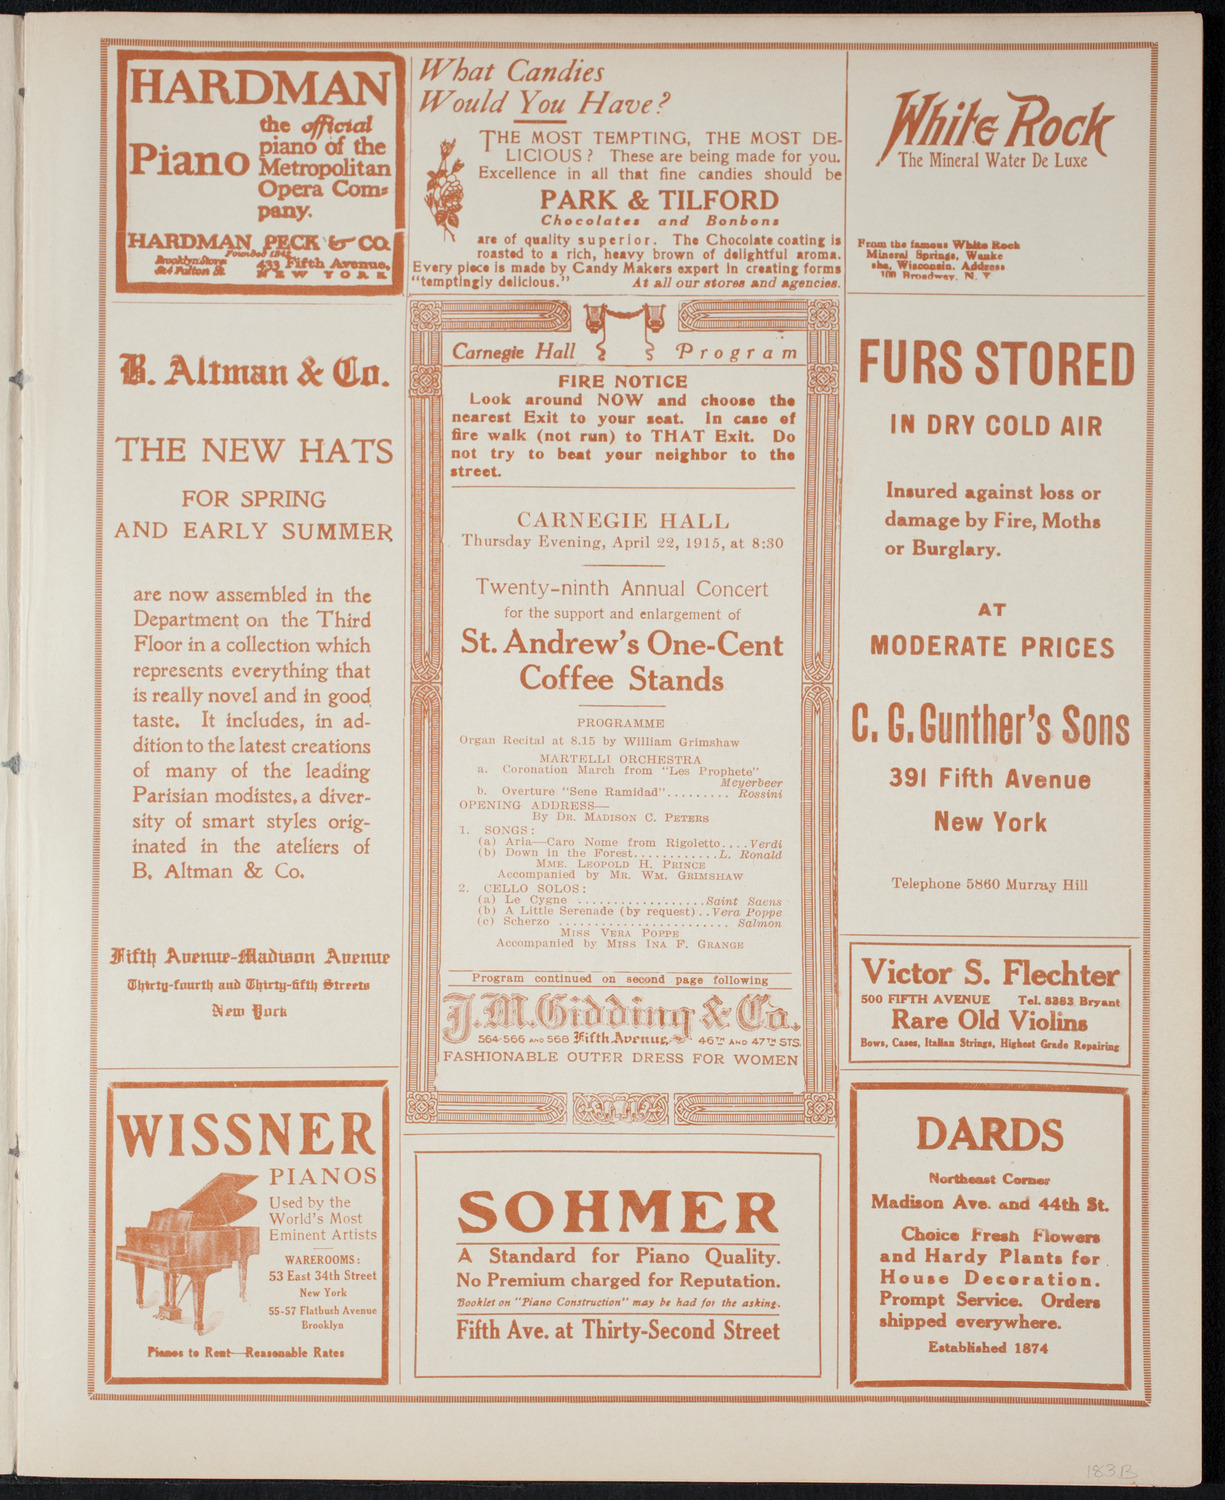 HARDMAN
Piano
the official
piano of the
Metropolitan
Opera Com-
pany.
HARDMAN, PECK & CO.
Founded 1842
Brooklyn Store
524 Fulton St.
433 Fifth Avenue,
NEW YORK
What Candies
Would You Have?
THE MOST TEMPTING, THE MOST DE-
LICIOUS? These are being made for you.
Excellence in all that fine candies should be
PARK & TILFORD
Chocolates and Bonbons
are of quality superior. The Chocolate coating is
roasted to a rich, heavy brown of delightful aroma.
Every piece is made by Candy Makers expert in creating forms
"temptingly delicious." At all our stores and agencies.
White Rock
The Mineral Water De Luxe
From the famous White Rock
Mineral Springs, Wauke
sha, Wisconsin. Address
100 Broadway, N. Y
B. Altman & Co.
THE NEW HATS
FOR SPRING
AND EARLY SUMMER
are now assembled in the
Department on the Third
Floor in a collection which
represents everything that
is really novel and in good
taste. It includes, in ad-
dition to the latest creations
of many of the leading
Parisian modistes, a diver-
sity of smart styles orig-
inated in the ateliers of
B. Altman & Co.
Fifth Avenue-Madison Avenue
Thirty-fourth and Thirty-fifth Streets
New York
Carnegie Hall Program
FIRE NOTICE
Look around NOW and choose the
nearest Exit to your seat. In case of
fire walk (not run) to THAT Exit. Do
not try to beat your neighbor to the
street.
CARNEGIE HALL
Thursday Evening, April 22, 1915, at 8:30
Twenty-ninth Annual Concert
for the support and enlargement of
St. Andrew's One-Cent
Coffee Stands
PROGRAMME
Organ Recital at 8.15 by William Grimshaw
MARTELLI ORCHESTRA
a. Coronation March from "Les Prophete"
Meyerbeer
b. Overture "Sene Ramidad"......... Rossini
OPENING ADDRESS—
By DR. MADISON C. PETERS
1. SONGS:
(a) Aria—Caro Nome from Rigoletto....Verdi
(b) Down in the Forest............L. Ronald
MME. LEOPOLD H. PRINCE
Accompanied by MR. WM. GRIMSHAW
2. CELLO SOLOS:
(a) Le Cygne ..................Saint Saens
(b) A Little Serenade (by request)..Vera Poppe
(c) Scherzo ........................ Salmon
MISS VERA POPPE
Accompanied by MISS INA F. GRANGE
Program continued on second page following
J. M. Gidding & Co.
564-566 AND 568 Fifth Avenue, 46TH AND 47TH STS.
FASHIONABLE OUTER DRESS FOR WOMEN
FURS STORED
IN DRY COLD AIR
Insured against loss or
damage by Fire, Moths
or Burglary.
AT
MODERATE PRICES
C. G. Gunther's Sons
391 Fifth Avenue
New York
Telephone 5860 Murray Hill
Victor S. Flechter
500 FIFTH AVENUE Tel. 8383 Bryant
Rare Old Violins
Bows, Cases, Italian Strings, Highest Grade Repairing
WISSNER
PIANOS
Used by the
World's Most
Eminent Artists
WAREROOMS:
53 East 34th Street
New York
55-57 Flatbush Avenue
Brooklyn
Pianos to Rent—Reasonable Rates
SOHMER
A Standard for Piano Quality.
No Premium charged for Reputation.
Booklet on "Piano Construction" may be had for the asking.
Fifth Ave. at Thirty-Second Street
DARDS
Northeast Corner
Madison Ave. and 44th St.
Choice Fresh Flowers
and Hardy Plants for
House Decoration.
Prompt Service. Orders
shipped everywhere.
Established 1874
183B